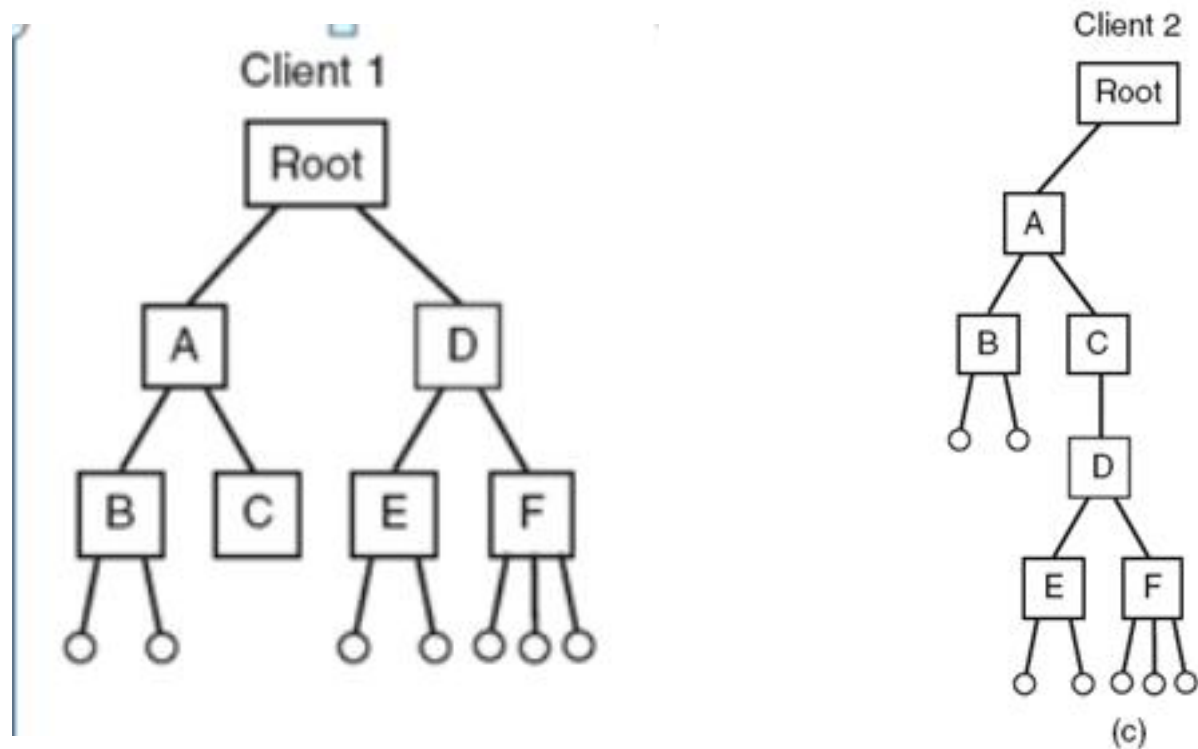 Client 1
Root
A D
B C E F
Client 2
Root
A
B C
D
E F
(c)